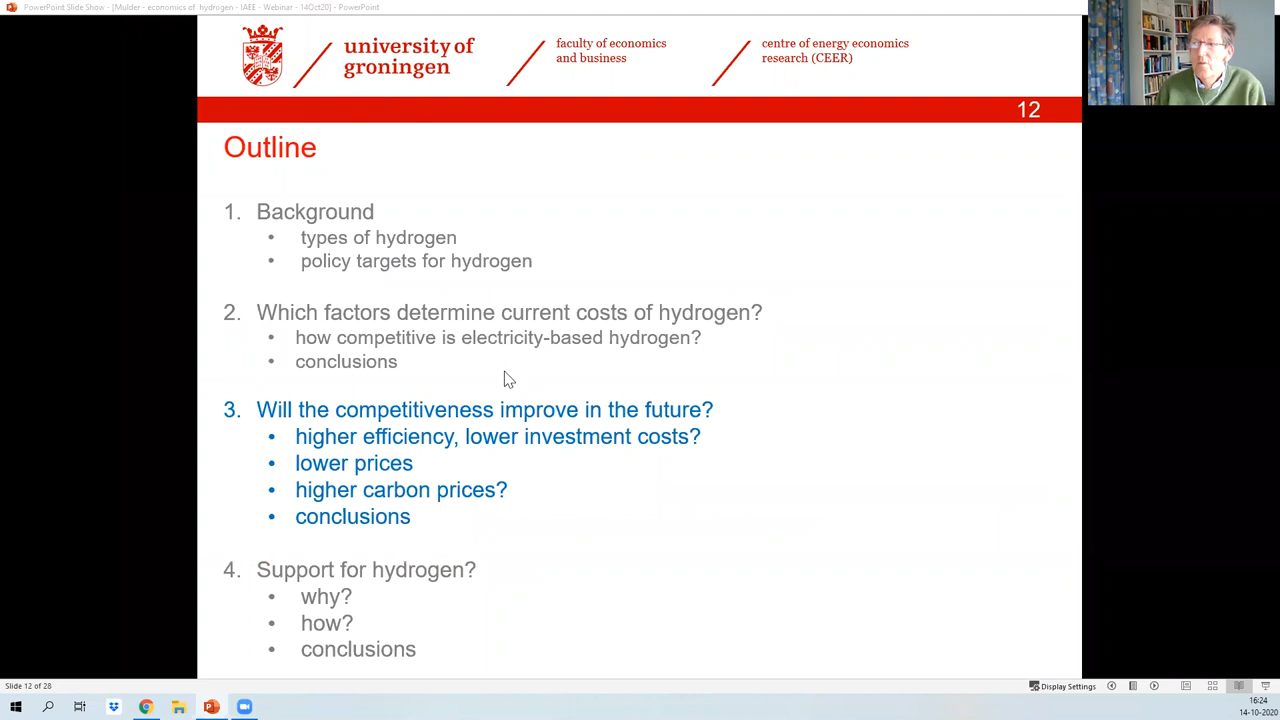 PowerPoint Slide Show - [Mulder - economics of hydrogen - IAEE - Webinar - 14Oct20] - PowerPoint
university of
groningen
faculty of economics
and business
centre of energy economics
research (CEER)
12
Outline
1. Background
• types of hydrogen
• policy targets for hydrogen
2. Which factors determine current costs of hydrogen?
• how competitive is electricity-based hydrogen?
• conclusions
3. Will the competitiveness improve in the future?
• higher efficiency, lower investment costs?
• lower prices
• higher carbon prices?
• conclusions
4. Support for hydrogen?
• why?
• how?
• conclusions
Slide 12 of 28
Display Settings
16:24
14-10-2020